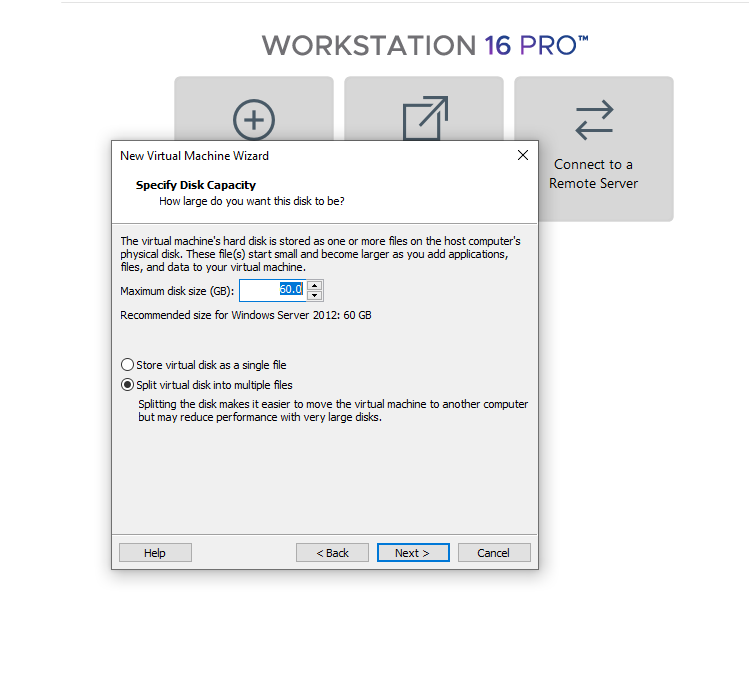 WORKSTATION 16 PRO™
Connect to a
Remote Server
New Virtual Machine Wizard
Specify Disk Capacity
How large do you want this disk to be?
The virtual machine's hard disk is stored as one or more files on the host computer's
physical disk. These file(s) start small and become larger as you add applications,
files, and data to your virtual machine.
Maximum disk size (GB): 60.0
Recommended size for Windows Server 2012: 60 GB
Store virtual disk as a single file
Split virtual disk into multiple files
Splitting the disk makes it easier to move the virtual machine to another computer
but may reduce performance with very large disks.
Help < Back Next > Cancel